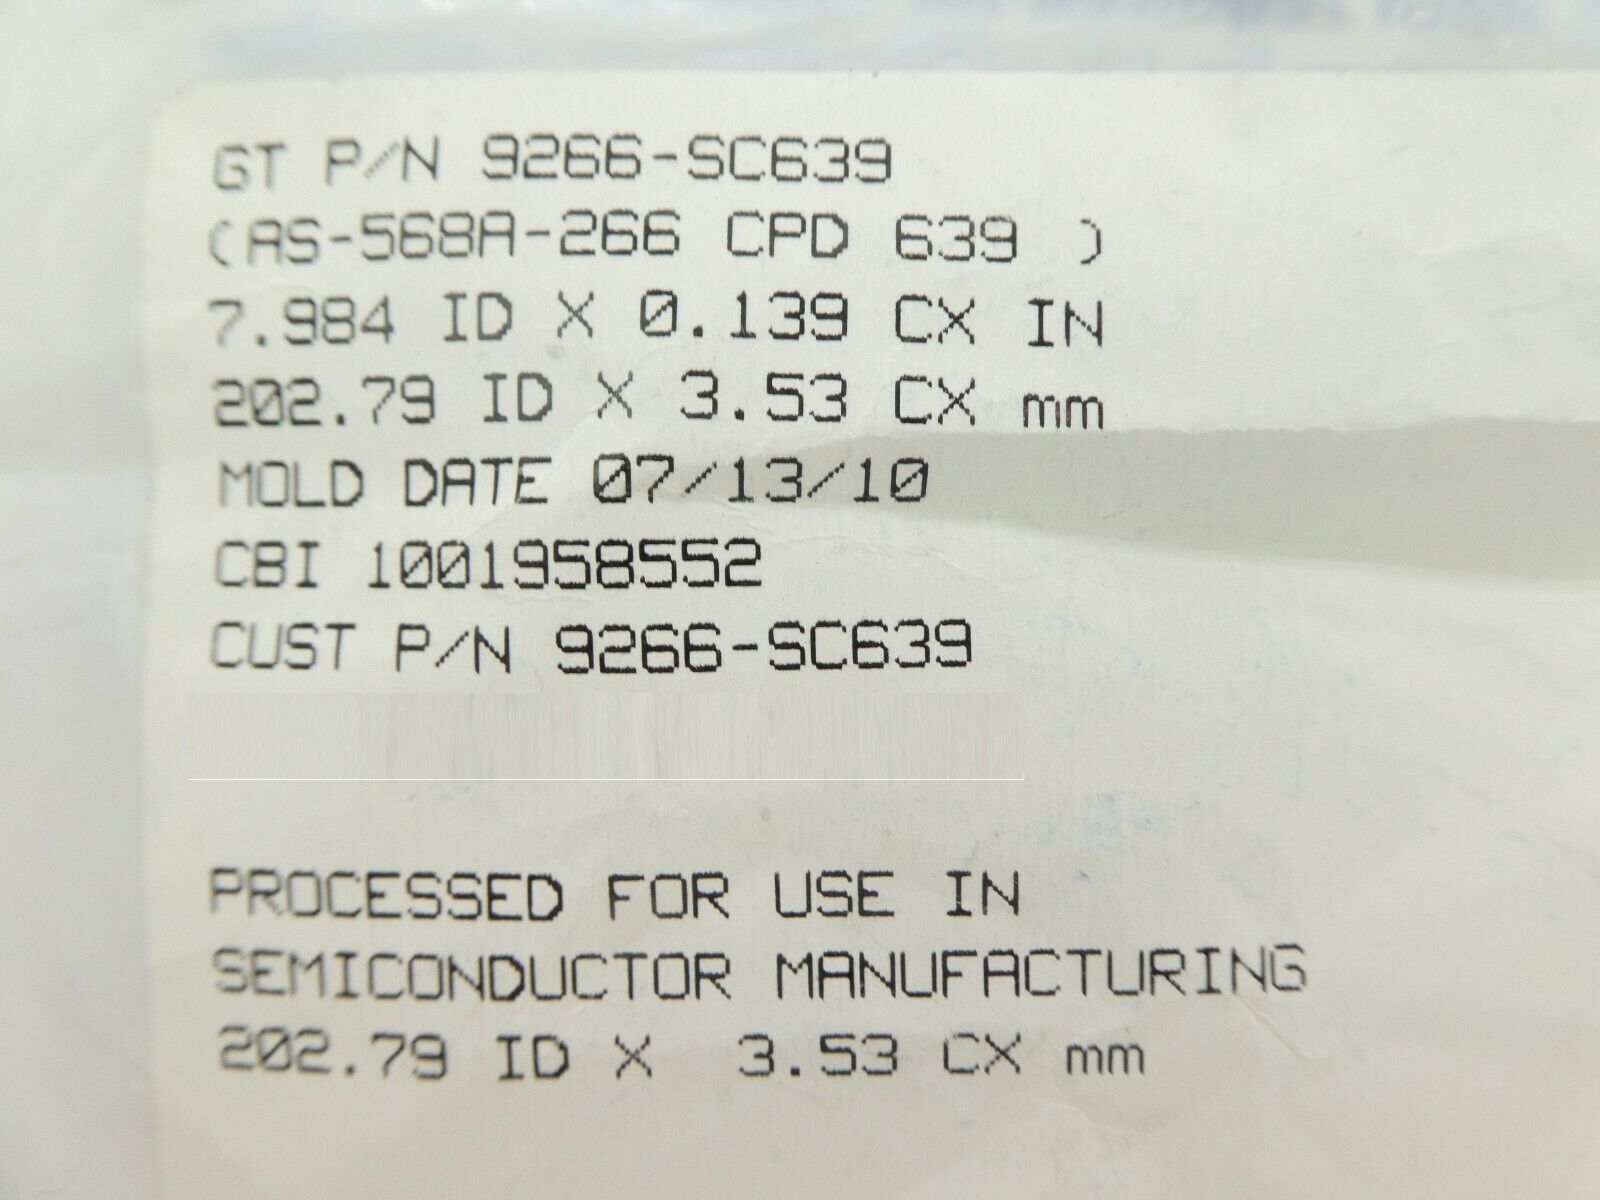 GT P/N 9266-SC639
(AS-568A-266 CPD 639 )
7.984 ID X 0.139 CX IN
202.79 ID X 3.53 CX mm
MOLD DATE 07/13/10
CBI 1001958552
CUST P/N 9266-SC639
PROCESSED FOR USE IN
SEMICONDUCTOR MANUFACTURING
202.79 ID X  3.53 CX mm